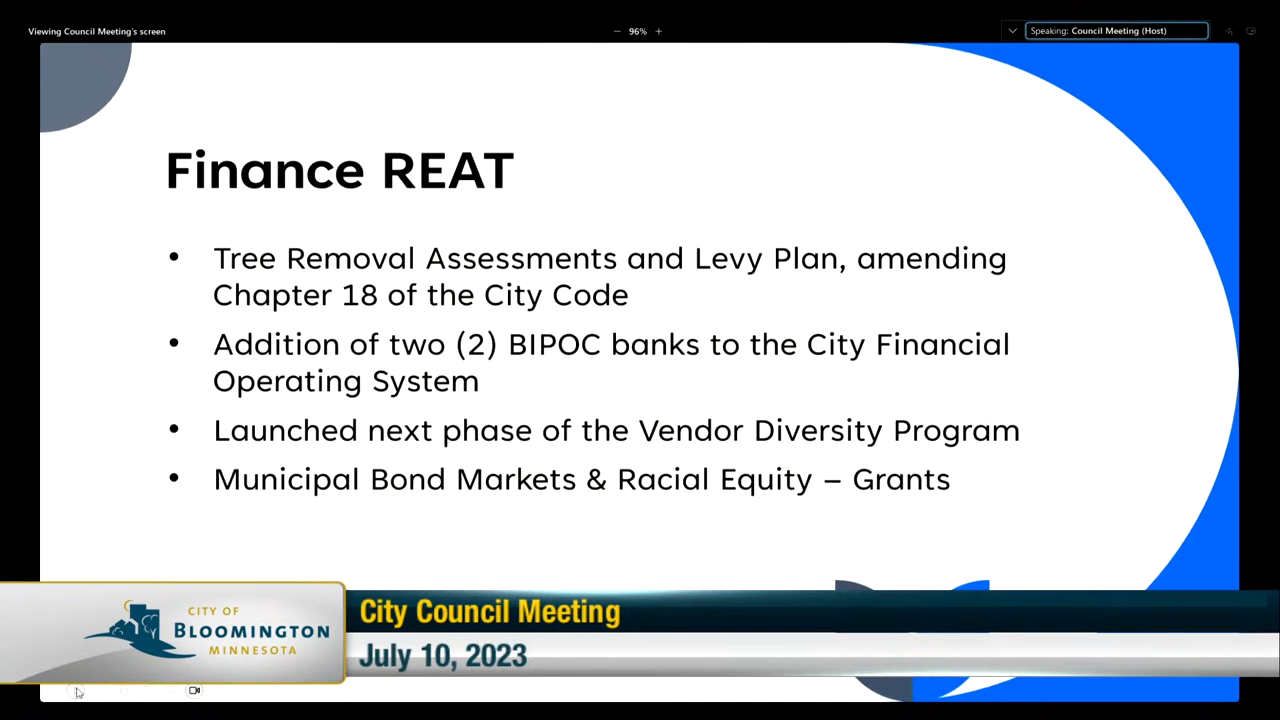 Viewing Council Meeting's screen
− 96% +
Speaking: Council Meeting (Host)
Finance REAT
• Tree Removal Assessments and Levy Plan, amending
Chapter 18 of the City Code
• Addition of two (2) BIPOC banks to the City Financial
Operating System
• Launched next phase of the Vendor Diversity Program
• Municipal Bond Markets & Racial Equity – Grants
CITY OF
BLOOMINGTON
MINNESOTA
City Council Meeting
July 10, 2023